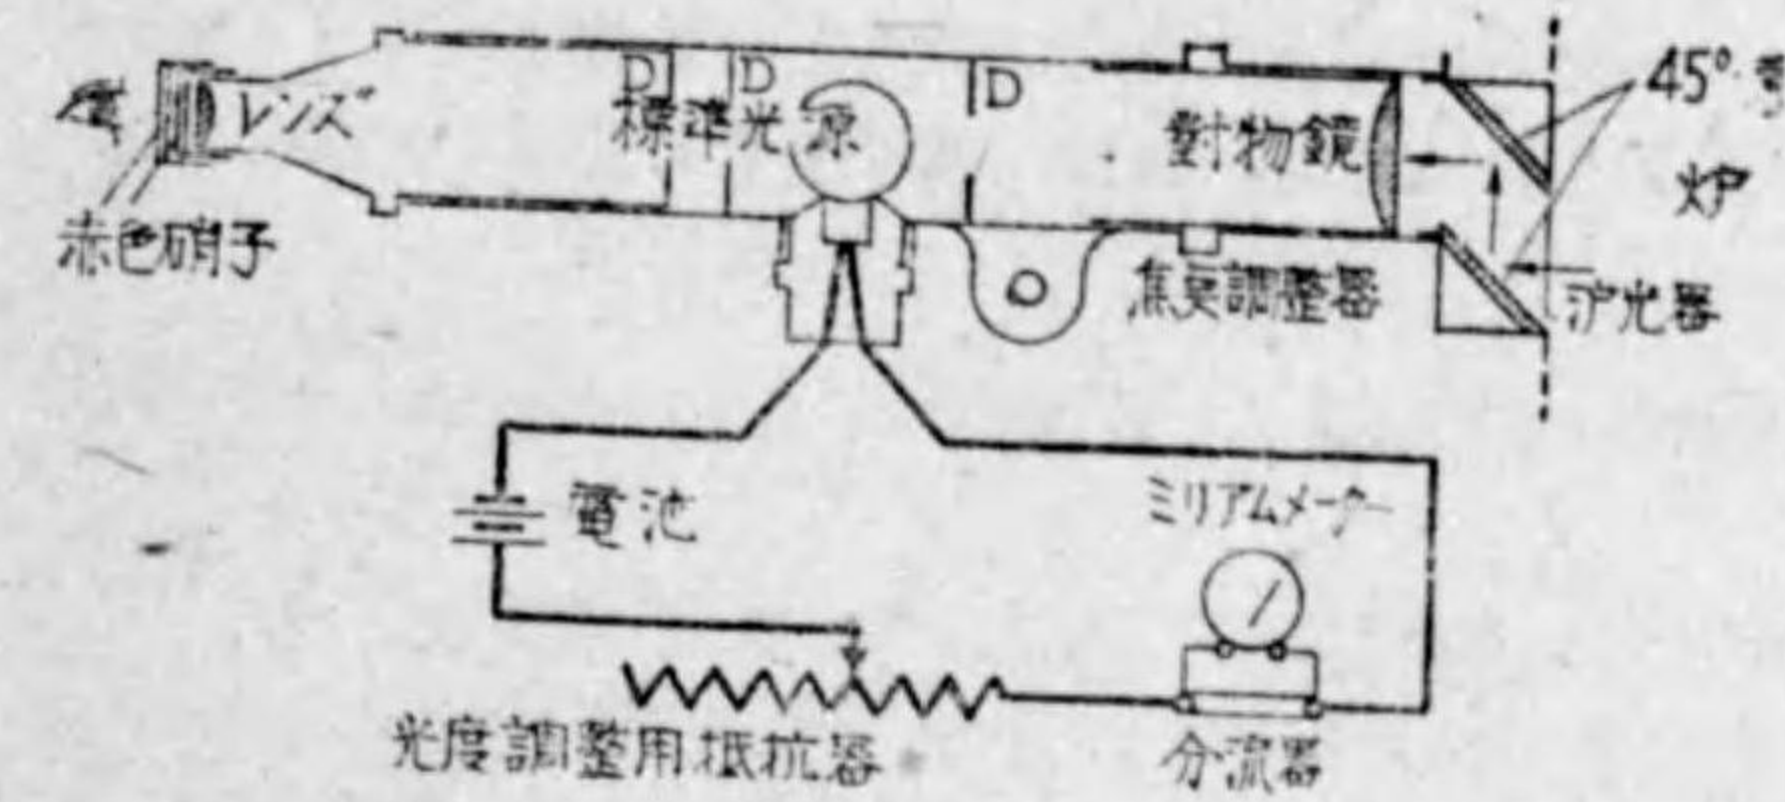 レンズ
D
D
標準光源
D
對物鏡
45°
炉
赤色硝子
焦點調整器
沪光器
電池
ミリアムメーター
光度調整用抵抗器
分流器